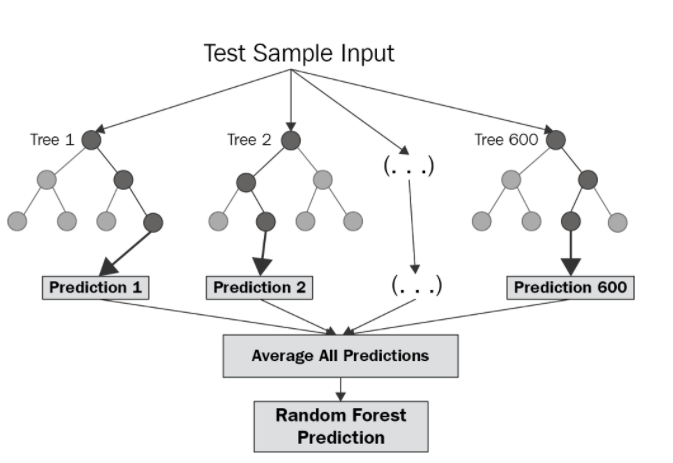 Test Sample Input
Tree 1
Tree 2
(. . .)
Tree 600
Prediction 1
Prediction 2
(. . .)
Prediction 600
Average All Predictions
Random Forest
Prediction